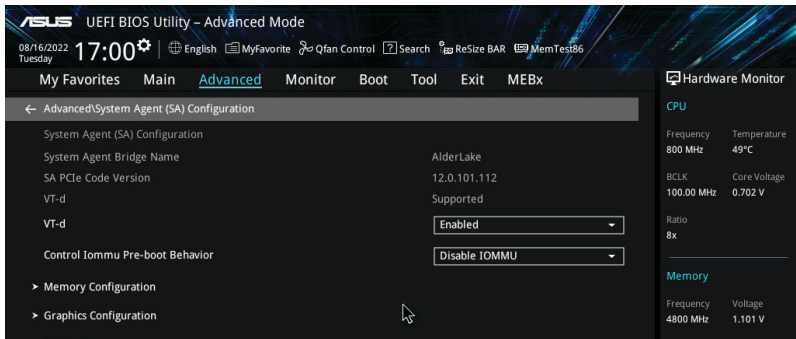 ASUS UEFI BIOS Utility – Advanced Mode
08/16/2022 Tuesday 17:00 English MyFavorite Qfan Control ? Search ReSize BAR MemTest86
My Favorites Main Advanced Monitor Boot Tool Exit MEBx
← Advanced\System Agent (SA) Configuration
System Agent (SA) Configuration
System Agent Bridge Name AlderLake
SA PCIe Code Version 12.0.101.112
VT-d Supported
VT-d Enabled
Control Iommu Pre-boot Behavior Disable IOMMU
> Memory Configuration
> Graphics Configuration
Hardware Monitor
CPU
Frequency Temperature
800 MHz 49°C
BCLK Core Voltage
100.00 MHz 0.702 V
Ratio
8x
Memory
Frequency Voltage
4800 MHz 1.101 V